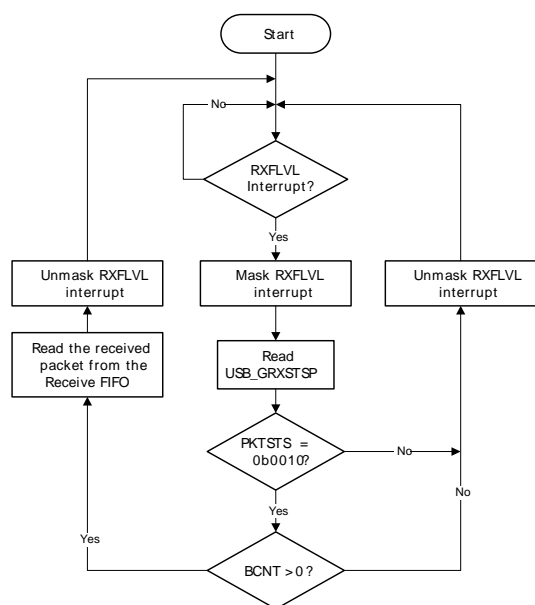 Start
No
RXFLVL
Interrupt?
Yes
Unmask RXFLVL
interrupt
Mask RXFLVL
interrupt
Unmask RXFLVL
interrupt
Read the received
packet from the
Receive FIFO
Read
USB_GRXSTSP
PKTSTS =
0b0010?
No
Yes
No
Yes
BCNT > 0 ?